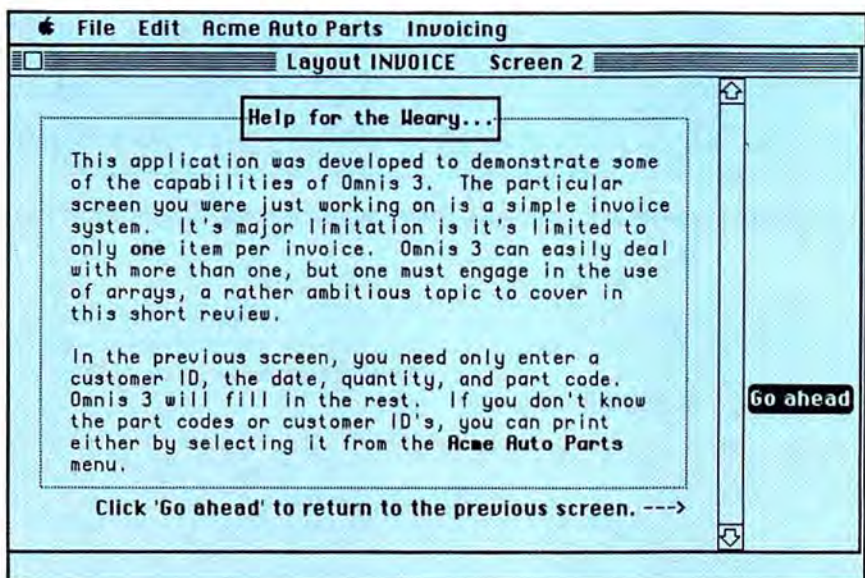 File Edit Acme Auto Parts Invoicing
Layout INVOICE Screen 2
Help for the Weary...
This application was developed to demonstrate some
of the capabilities of Omnis 3. The particular
screen you were just working on is a simple invoice
system. It's major limitation is it's limited to
only one item per invoice. Omnis 3 can easily deal
with more than one, but one must engage in the use
of arrays, a rather ambitious topic to cover in
this short review.
In the previous screen, you need only enter a
customer ID, the date, quantity, and part code.
Omnis 3 will fill in the rest. If you don't know
the part codes or customer ID's, you can print
either by selecting it from the Acme Auto Parts
menu.
Go ahead
Click 'Go ahead' to return to the previous screen. --->